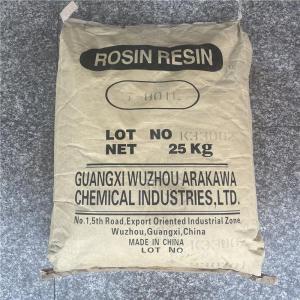 ROSIN RESIN
LOT NO
NET 25 Kg
GUANGXI WUZHOU ARAKAWA
CHEMICAL INDUSTRIES, LTD.
No.1,5th Road,Export Oriented Industrial Zone,
Wuzhou,Guangxi,China
MADE IN CHINA
LOT NO.